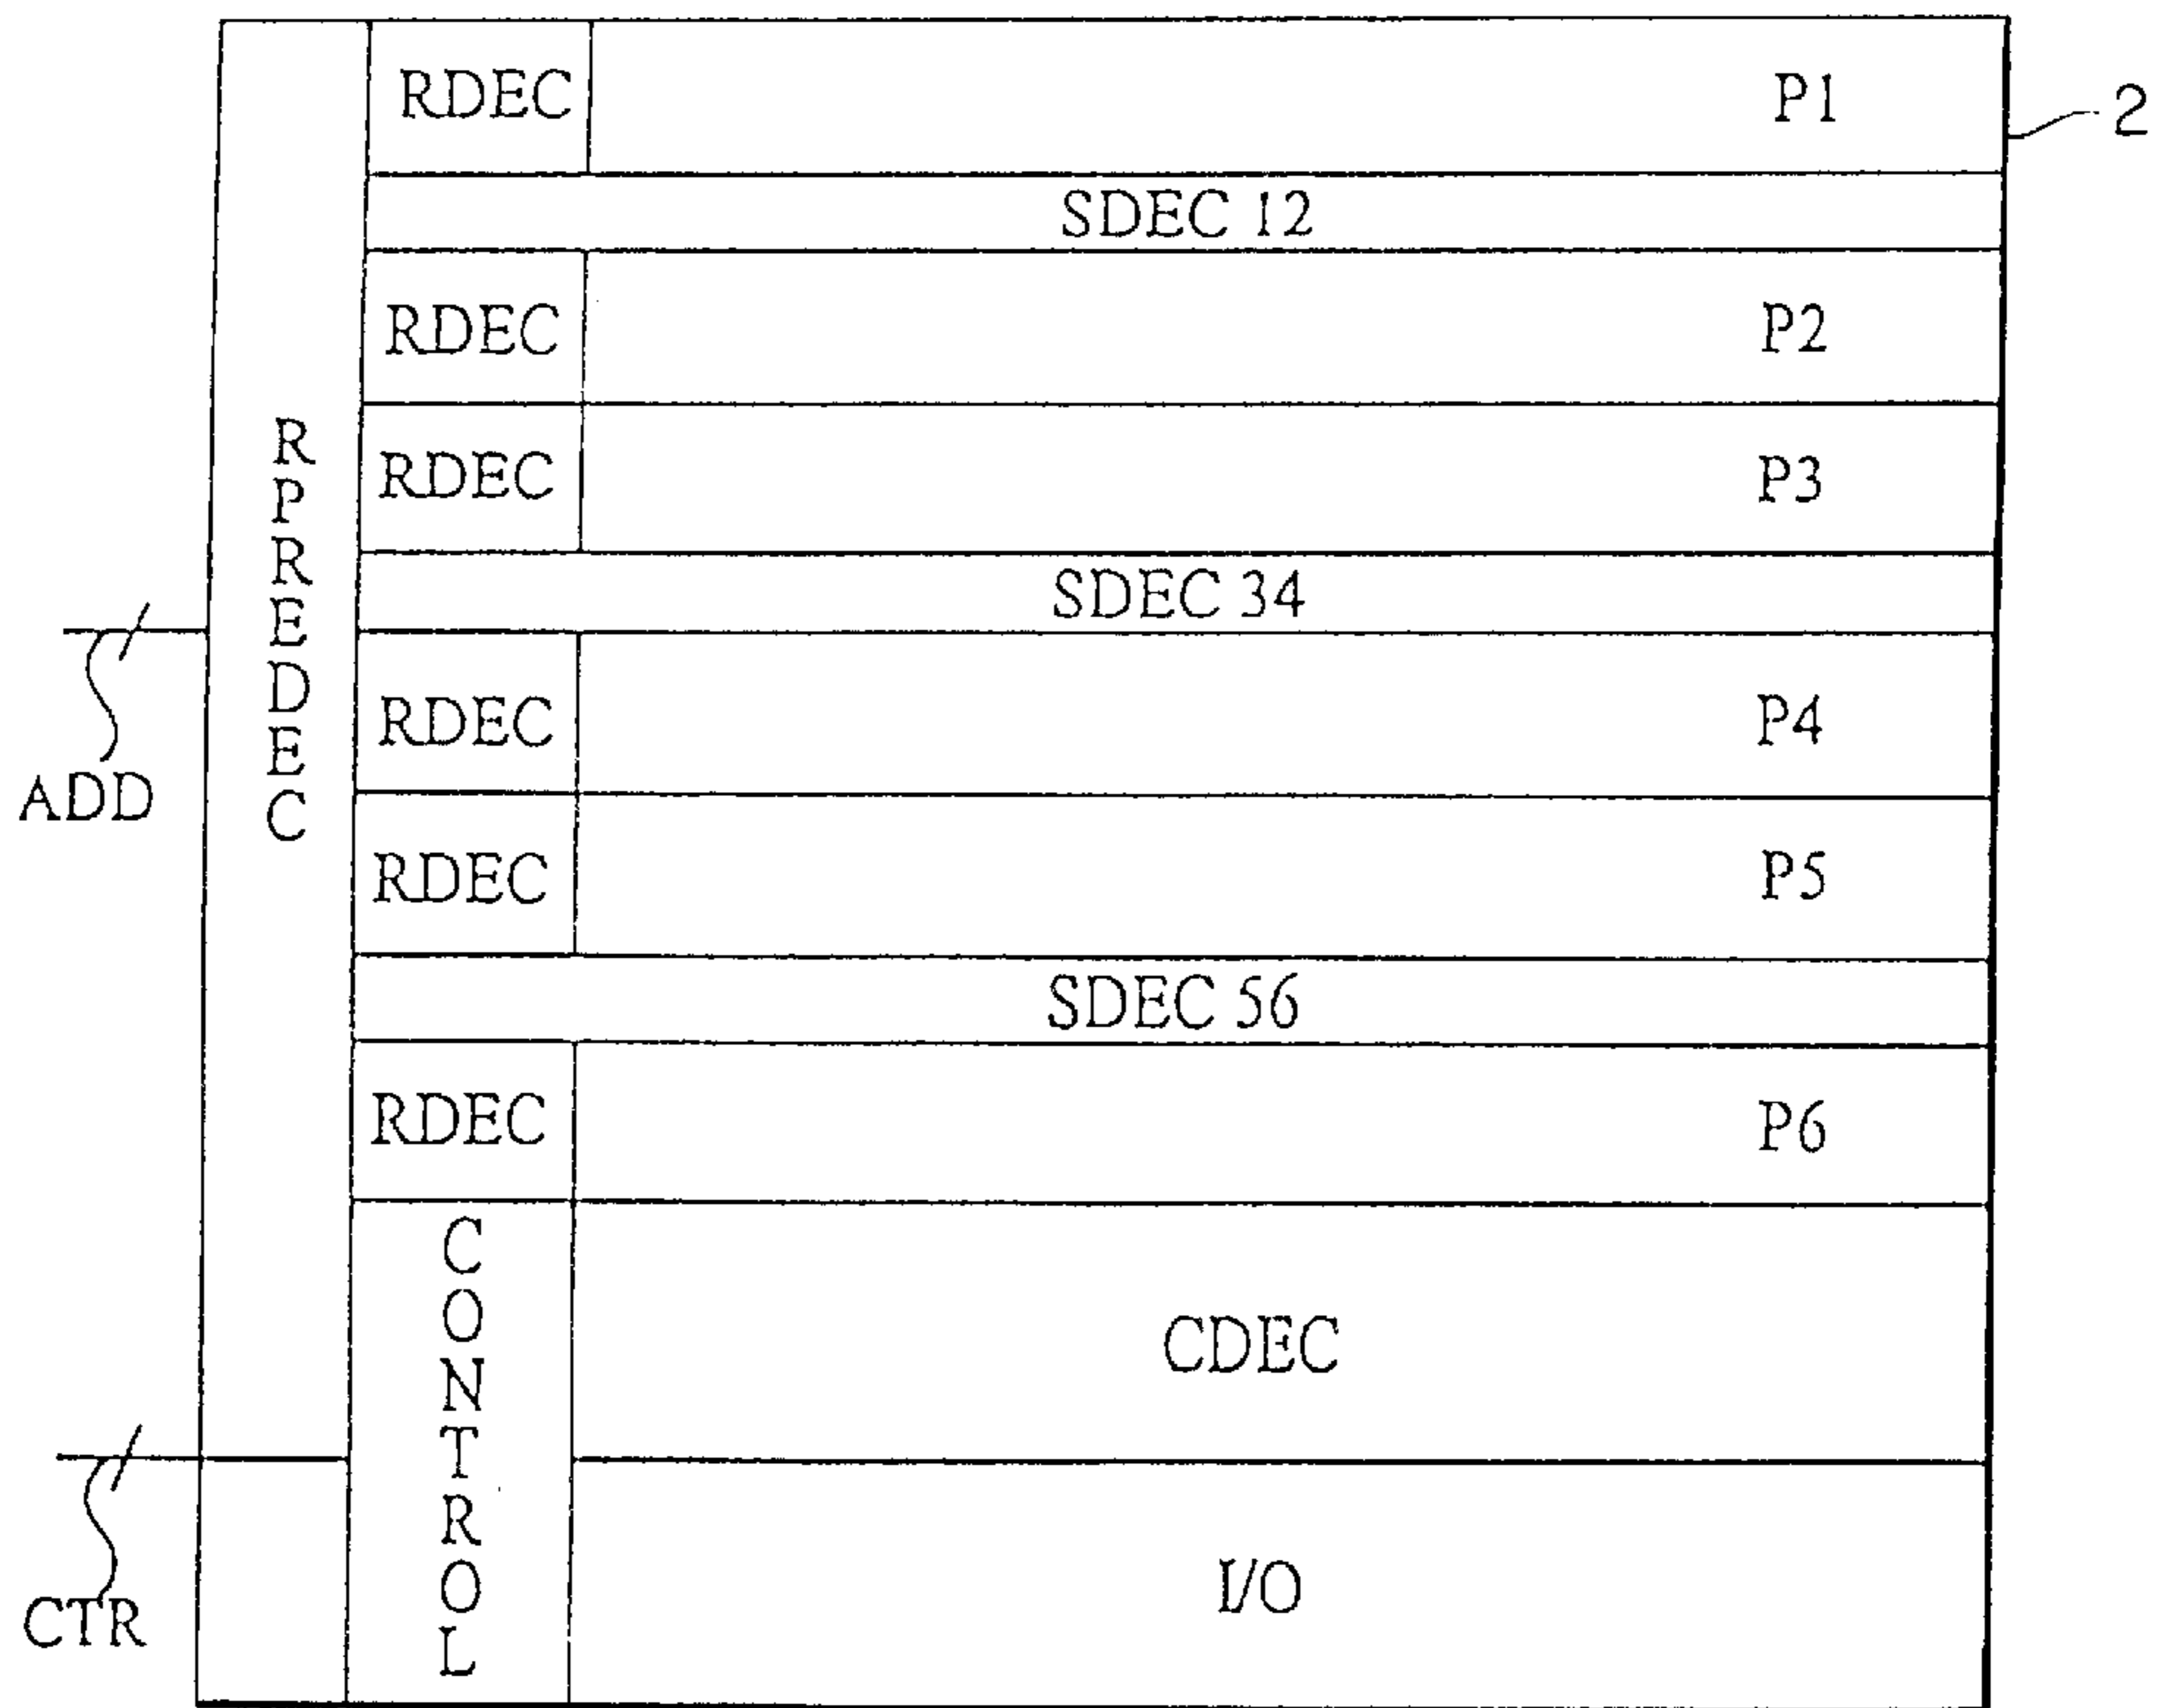 RDEC P1
2
SDEC 12
RDEC P2
RDEC P3
SDEC 34
RPREDEC
RDEC P4
ADD
RDEC P5
SDEC 56
RDEC P6
CONTROL
CDEC
I/O
CTR